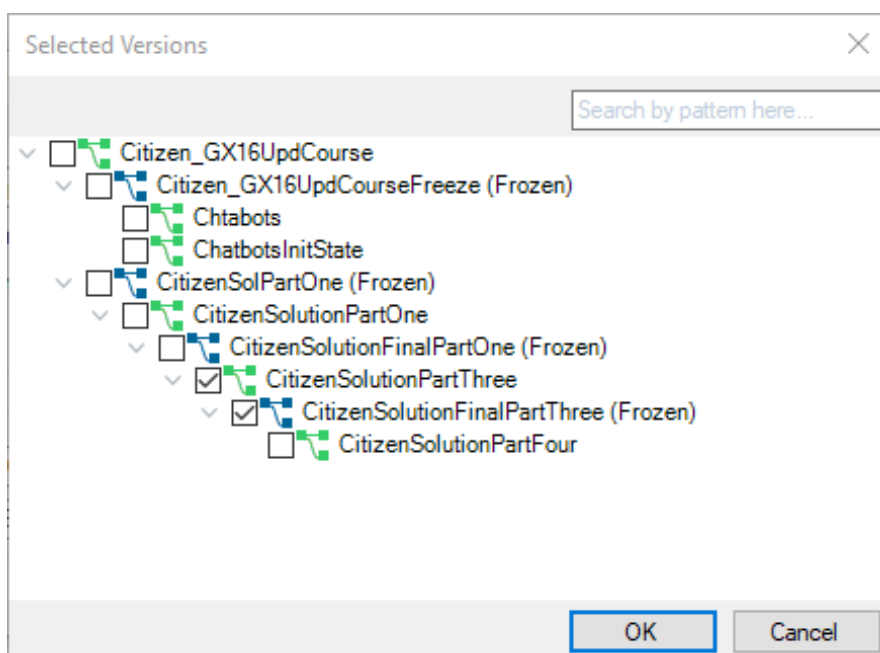 Selected Versions
Search by pattern here...
Citizen_GX16UpdCourse
Citizen_GX16UpdCourseFreeze (Frozen)
Chtabots
ChatbotsInitState
CitizenSolPartOne (Frozen)
CitizenSolutionPartOne
CitizenSolutionFinalPartOne (Frozen)
CitizenSolutionPartThree
CitizenSolutionFinalPartThree (Frozen)
CitizenSolutionPartFour
OK Cancel